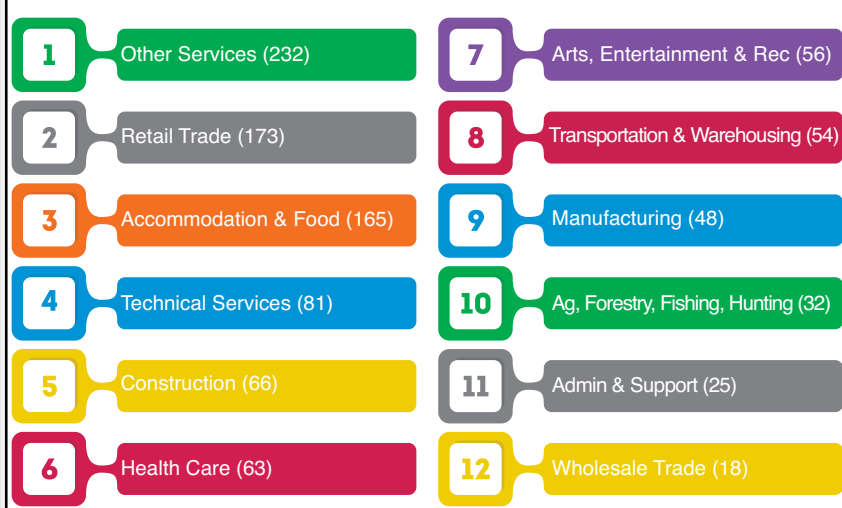 1 Other Services (232)
2 Retail Trade (173)
3 Accommodation & Food (165)
4 Technical Services (81)
5 Construction (66)
6 Health Care (63)
7 Arts, Entertainment & Rec (56)
8 Transportation & Warehousing (54)
9 Manufacturing (48)
10 Ag, Forestry, Fishing, Hunting (32)
11 Admin & Support (25)
12 Wholesale Trade (18)